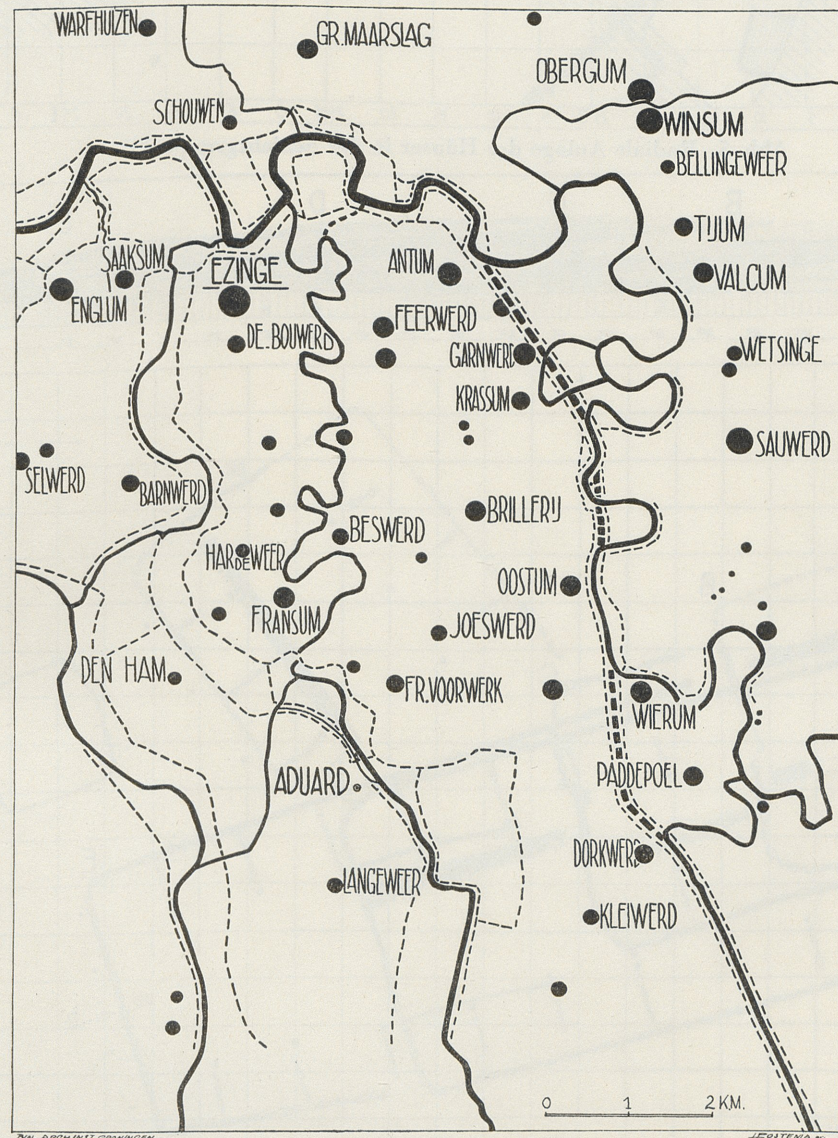 WARFHUIZEN
GR. MAARSLAG
OBERGUM
WINSUM
SCHOUWEN
BELLINGEWEER
TIJUM
SAAKSUM
EZINGE
ANTUM
VALCUM
ENGLUM
FEERWERD
DE-BOUWERD
GARNWERD
WETSINGE
KRASSUM
SAUWERD
SELWERD
BARNWERD
BRILLERIJ
BESWERD
HARDEWEER
OOSTUM
FRANSUM
JOESWERD
DEN HAM
FR. VOORWERK
WIERUM
ADUARD
PADDEPOEL
DORKWERD
LANGEWEER
KLEIWERD
0 1 2 K.M.